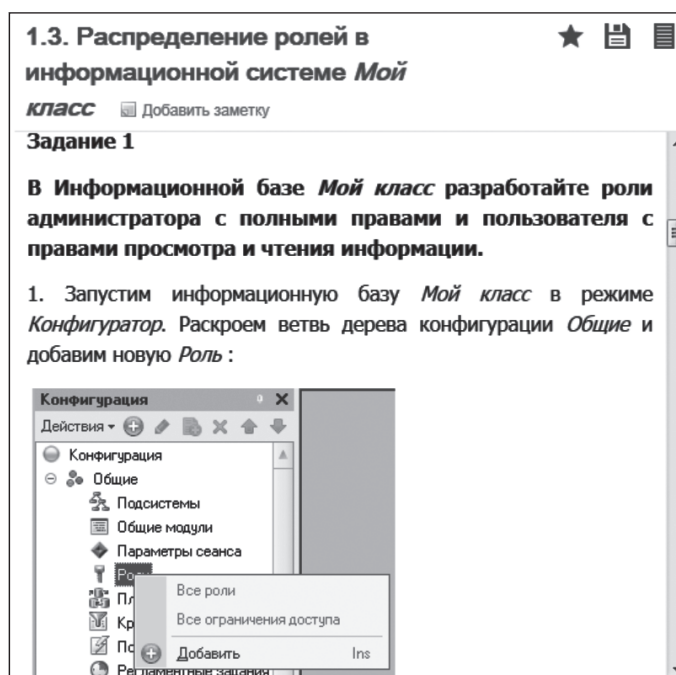 1.3. Распределение ролей в
информационной системе Мой
класс Добавить заметку
Задание 1
В Информационной базе Мой класс разработайте роли
администратора с полными правами и пользователя с
правами просмотра и чтения информации.
1. Запустим информационную базу Мой класс в режиме
Конфигуратор. Раскроем ветвь дерева конфигурации Общие и
добавим новую Роль :
Конфигурация
Действия
Конфигурация
Общие
Подсистемы
Общие модули
Параметры сеанса
Все роли
Все ограничения доступа
Добавить Ins
Регламентные задания